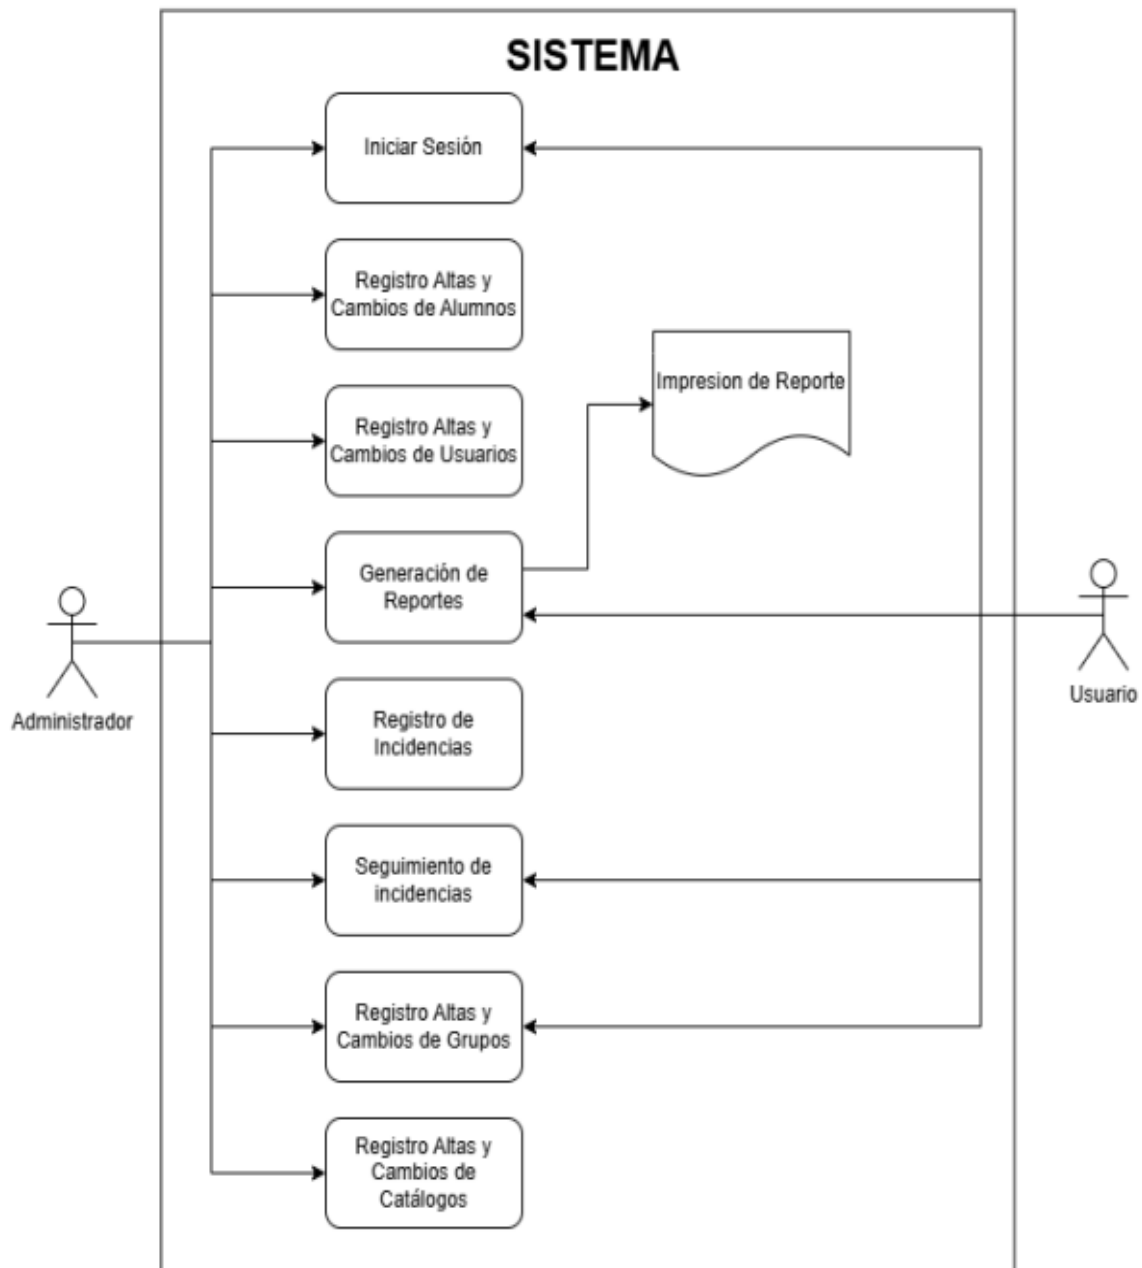 SISTEMA
Iniciar Sesión
Registro Altas y
Cambios de Alumnos
Impresion de Reporte
Registro Altas y
Cambios de Usuarios
Generación de
Reportes
Administrador
Usuario
Registro de
Incidencias
Seguimiento de
incidencias
Registro Altas y
Cambios de Grupos
Registro Altas y
Cambios de
Catálogos